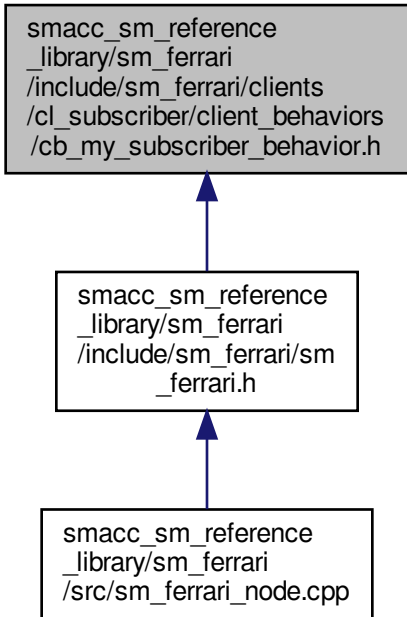 smacc_sm_reference
_library/sm_ferrari
/include/sm_ferrari/clients
/cl_subscriber/client_behaviors
/cb_my_subscriber_behavior.h
smacc_sm_reference
_library/sm_ferrari
/include/sm_ferrari/sm
_ferrari.h
smacc_sm_reference
_library/sm_ferrari
/src/sm_ferrari_node.cpp